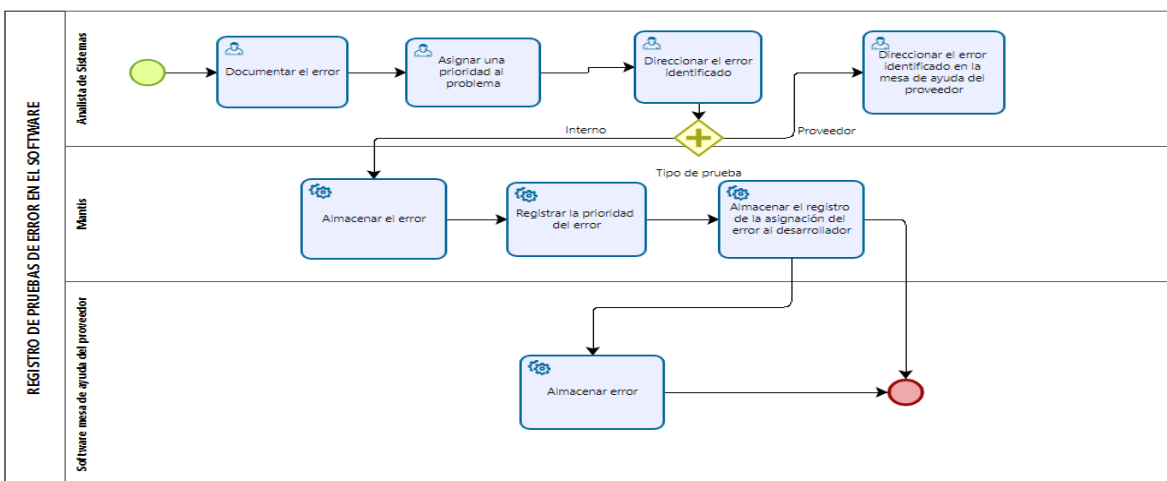 REGISTRO DE PRUEBAS DE ERROR EN EL SOFTWARE
Analista de Sistemas
Documentar el error
Asignar una
prioridad al
problema
Direccionar el error
identificado
Direccionar el error
identificado en la
mesa de ayuda del
proveedor
Interno
Proveedor
Tipo de prueba
Mantis
Almacenar el error
Registrar la prioridad
del error
Almacenar el registro
de la asignación del
error al desarrollador
Software mesa de ayuda del proveedor
Almacenar error